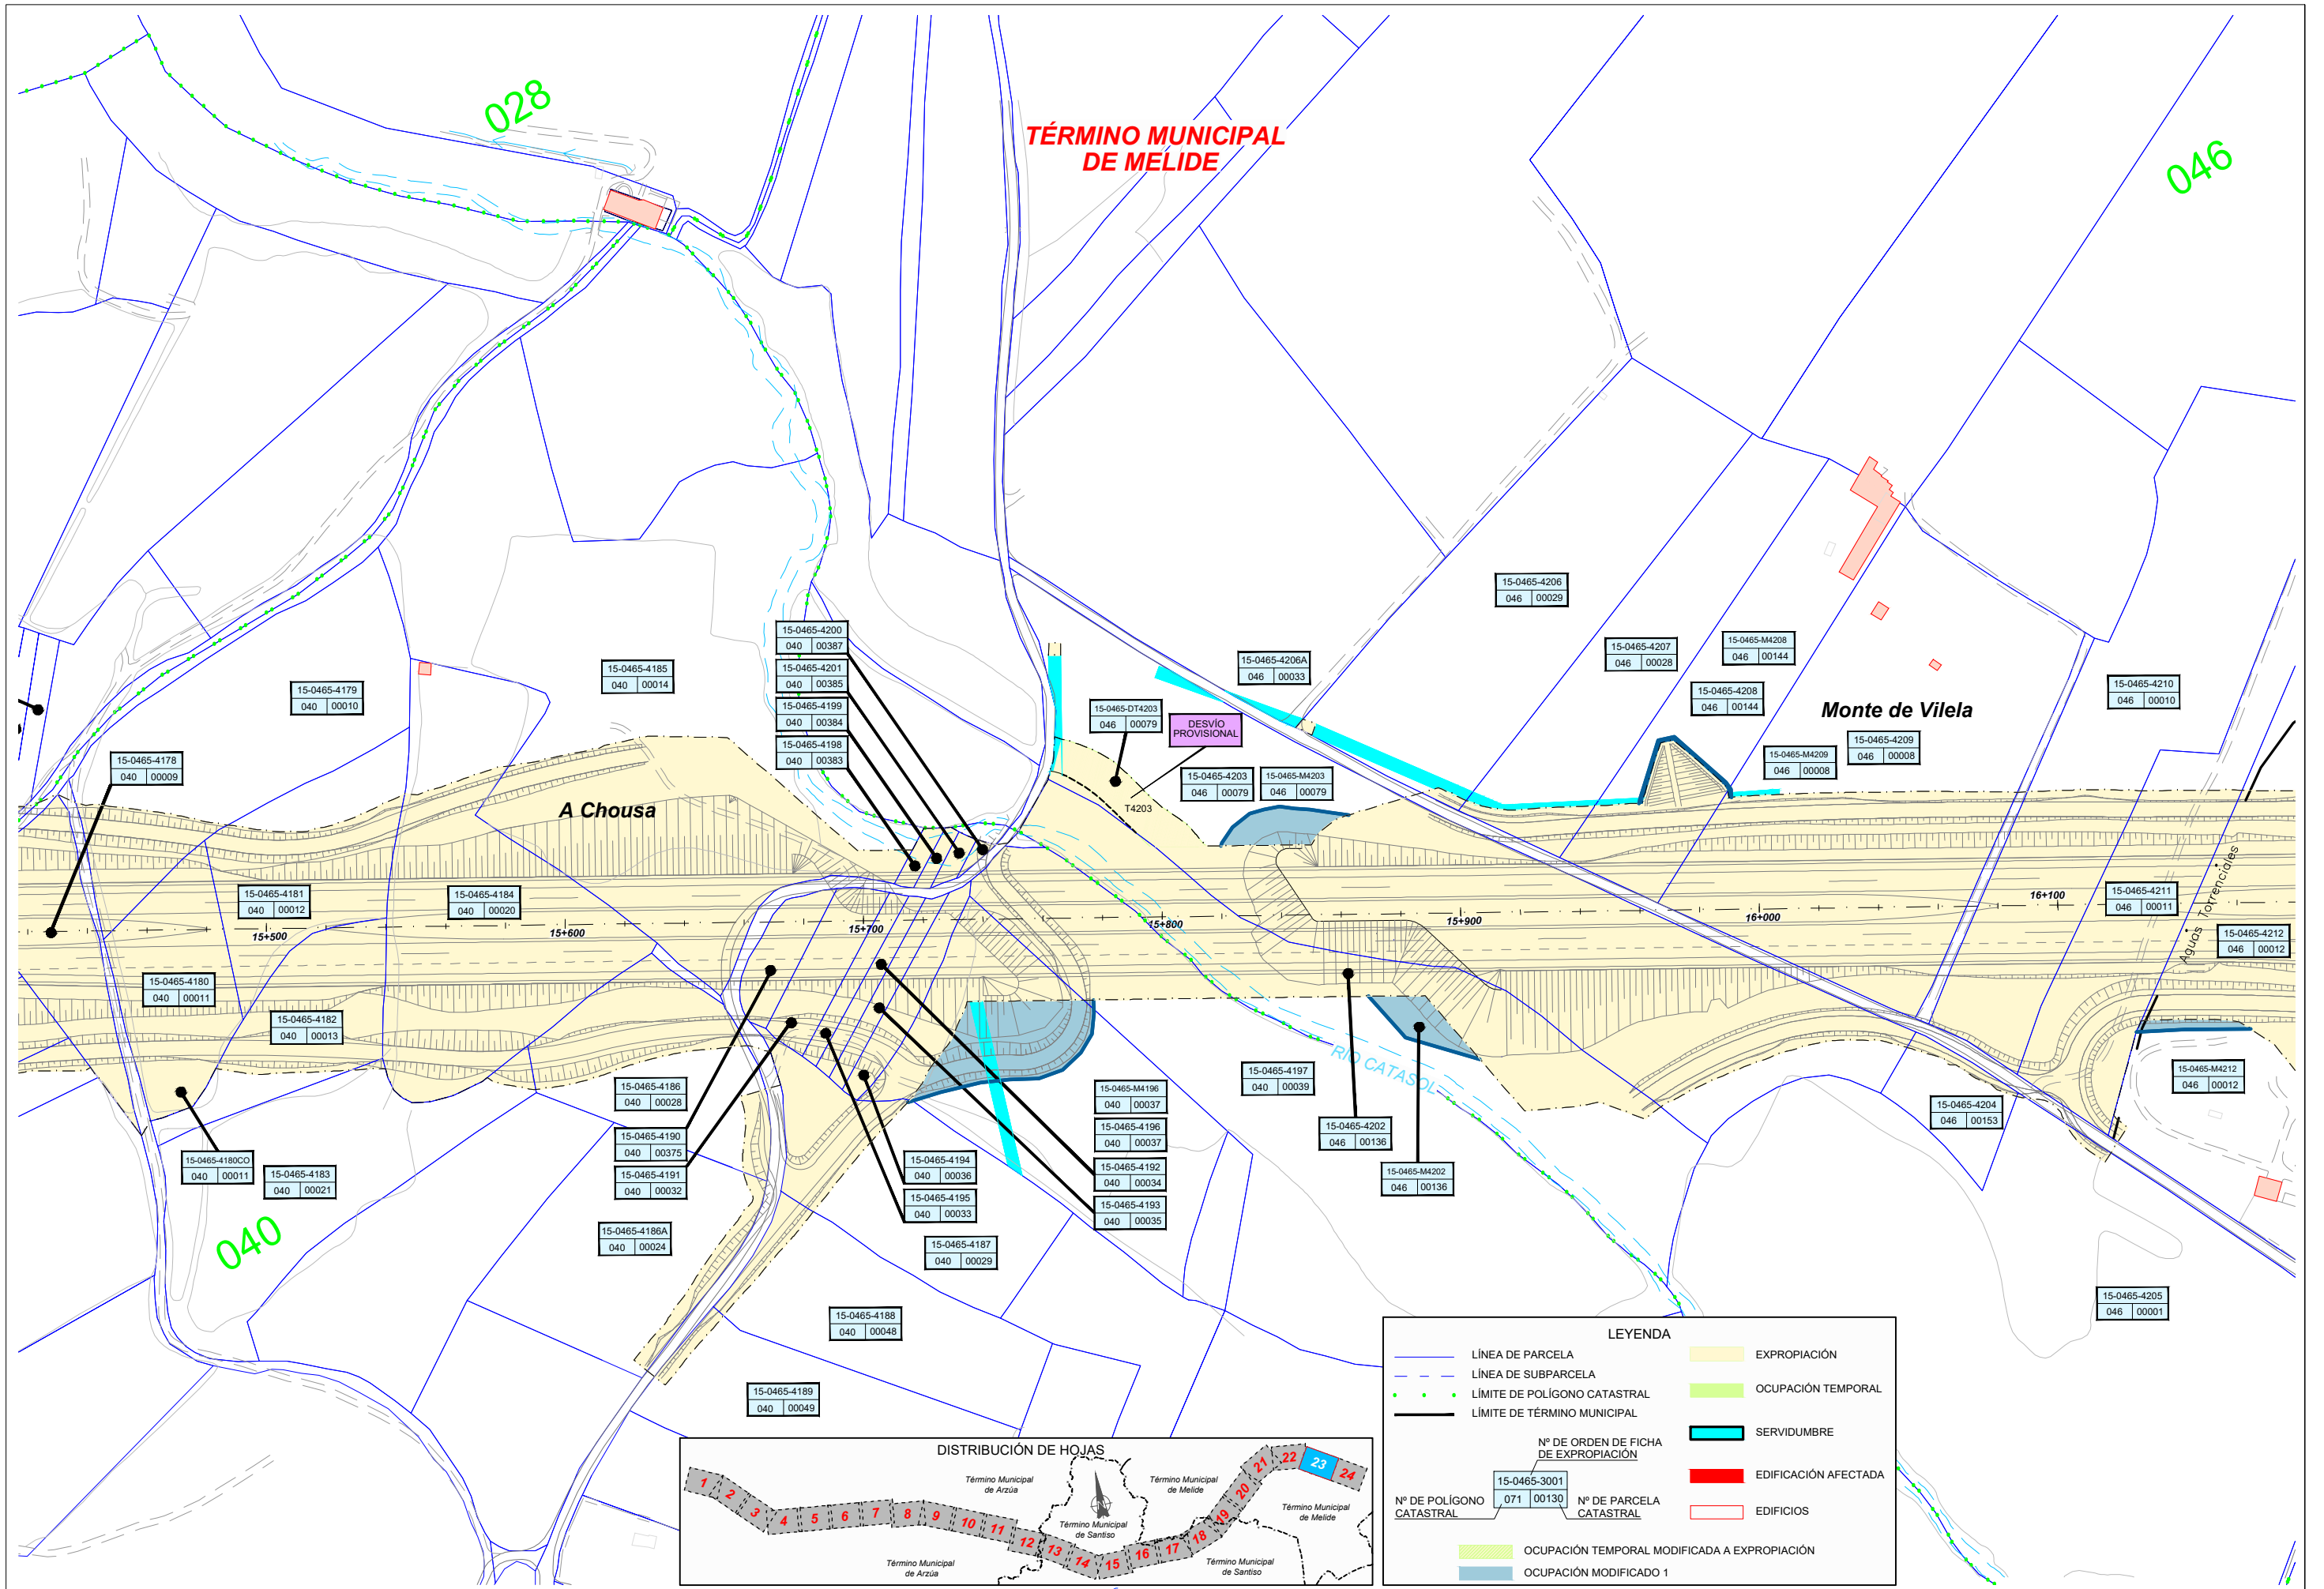 028
TÉRMINO MUNICIPAL
DE MELIDE
046
15-0465-4206
046 00029
15-0465-4200
040 00387
15-0465-4201
040 00385
15-0465-4199
040 00384
15-0465-4198
040 00383
15-0465-4185
040 00014
15-0465-4179
040 00010
15-0465-4178
040 00009
15-0465-4206A
046 00033
15-0465-4207
046 00028
15-0465-M4208
046 00144
15-0465-4208
046 00144
Monte de Vilela
15-0465-4210
046 00010
15-0465-DT4203
046 00079
DESVÍO
PROVISIONAL
15-0465-4209
046 00008
15-0465-M4209
046 00008
15-0465-4203
046 00079
15-0465-M4203
046 00079
T4203
A Chousa
15-0465-4181
040 00012
15-0465-4184
040 00020
15+500
15+600
15+700
15+800
15+900
16+000
16+100
15-0465-4211
046 00011
Aguas Torrenciales
15-0465-4212
046 00012
15-0465-4180
040 00011
15-0465-4182
040 00013
RIO CATASOL
15-0465-4186
040 00028
15-0465-4190
040 00375
15-0465-4191
040 00032
15-0465-4186A
040 00024
15-0465-4180CO
040 00011
15-0465-4183
040 00021
040
15-0465-4194
040 00036
15-0465-4195
040 00033
15-0465-4187
040 00029
15-0465-M4196
040 00037
15-0465-4196
040 00037
15-0465-4192
040 00034
15-0465-4193
040 00035
15-0465-4197
040 00039
15-0465-4202
046 00136
15-0465-M4202
046 00136
15-0465-4204
046 00153
15-0465-M4212
046 00012
15-0465-4205
046 00001
15-0465-4188
040 00048
15-0465-4189
040 00049
DISTRIBUCIÓN DE HOJAS
1
2
3
4
5
6
7
8
9
10
11
12
13
14
15
16
17
18
19
20
21
22
23
24
Término Municipal
de Arzúa
Término Municipal
de Melide
Término Municipal
de Santiso
Término Municipal
de Melide
Término Municipal
de Arzúa
Término Municipal
de Santiso
LEYENDA
LÍNEA DE PARCELA
LÍNEA DE SUBPARCELA
LÍMITE DE POLÍGONO CATASTRAL
LÍMITE DE TÉRMINO MUNICIPAL
Nº DE ORDEN DE FICHA
DE EXPROPIACIÓN
15-0465-3001
071 00130
Nº DE POLÍGONO
CATASTRAL
Nº DE PARCELA
CATASTRAL
EXPROPIACIÓN
OCUPACIÓN TEMPORAL
SERVIDUMBRE
EDIFICACIÓN AFECTADA
EDIFICIOS
OCUPACIÓN TEMPORAL MODIFICADA A EXPROPIACIÓN
OCUPACIÓN MODIFICADO 1